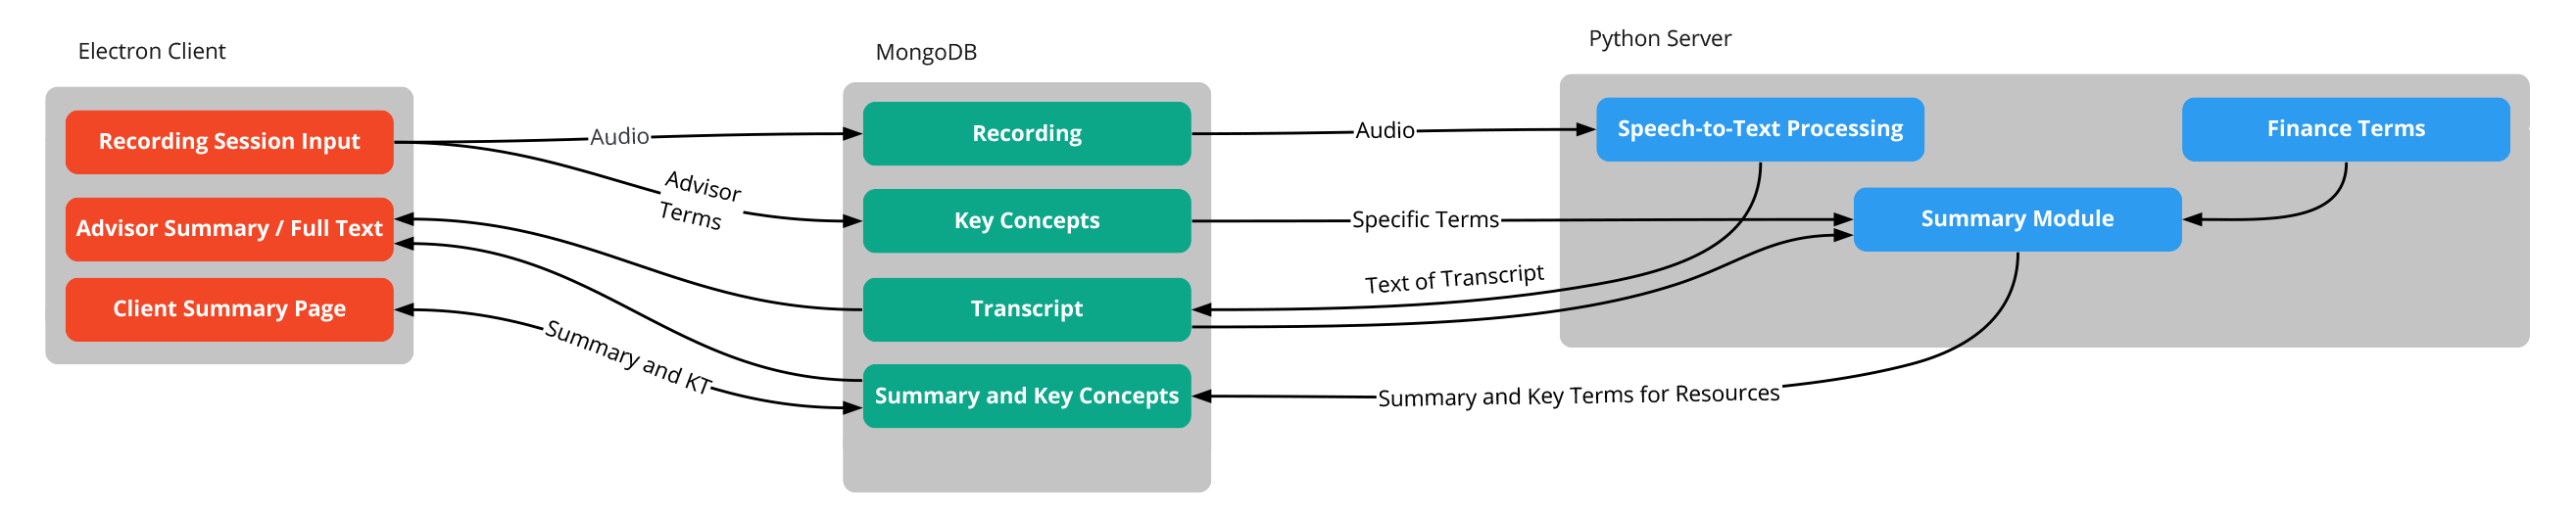 Electron Client
MongoDB
Python Server
Recording Session Input
Advisor Summary / Full Text
Client Summary Page
Audio
Advisor
Terms
Summary and KT
Recording
Key Concepts
Transcript
Summary and Key Concepts
Audio
Specific Terms
Text of Transcript
Summary and Key Terms for Resources
Speech-to-Text Processing
Finance Terms
Summary Module